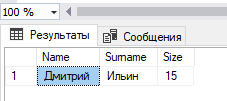 100 %
Результаты Сообщения
Name Surname Size
1 Дмитрий Ильин 15